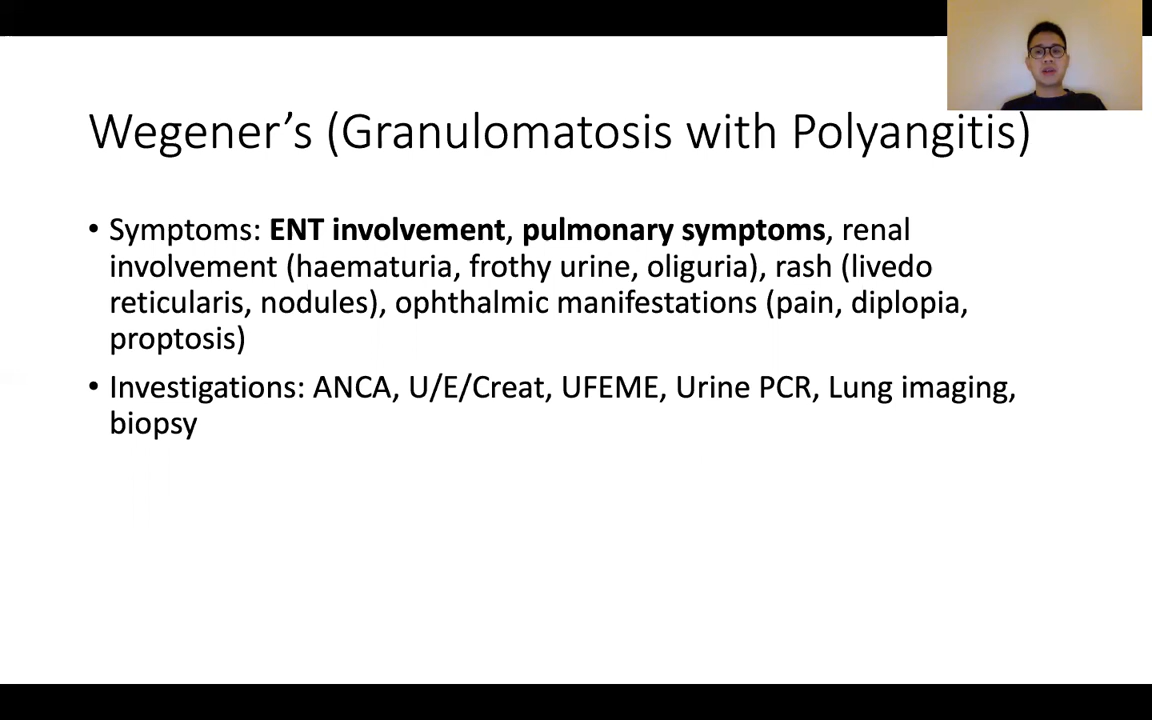 Wegener’s (Granulomatosis with Polyangitis)
• Symptoms: ENT involvement, pulmonary symptoms, renal
involvement (haematuria, frothy urine, oliguria), rash (livedo
reticularis, nodules), ophthalmic manifestations (pain, diplopia,
proptosis)
• Investigations: ANCA, U/E/Creat, UFEME, Urine PCR, Lung imaging,
biopsy